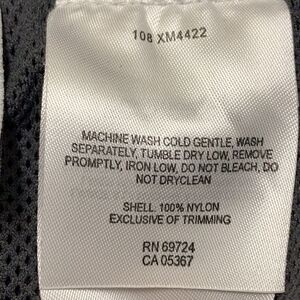 108 XM4422
MACHINE WASH COLD GENTLE, WASH
SEPARATELY, TUMBLE DRY LOW, REMOVE
PROMPTLY, IRON LOW, DO NOT BLEACH, DO
NOT DRYCLEAN
SHELL: 100% NYLON
EXCLUSIVE OF TRIMMING
RN 69724
CA 05367